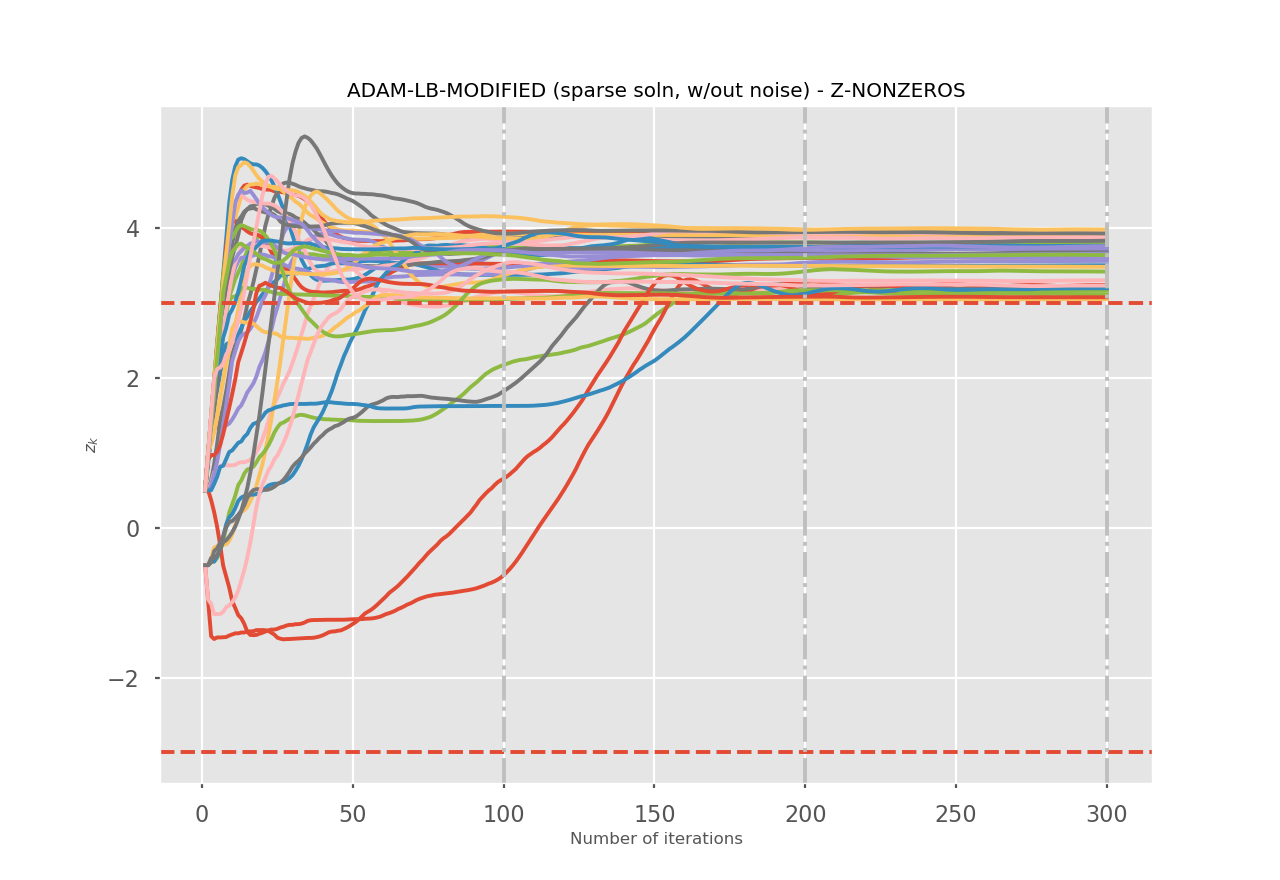 ADAM-LB-MODIFIED (sparse soln, w/out noise) - Z-NONZEROS
4
2
0
−2
z_k
0 50 100 150 200 250 300
Number of iterations